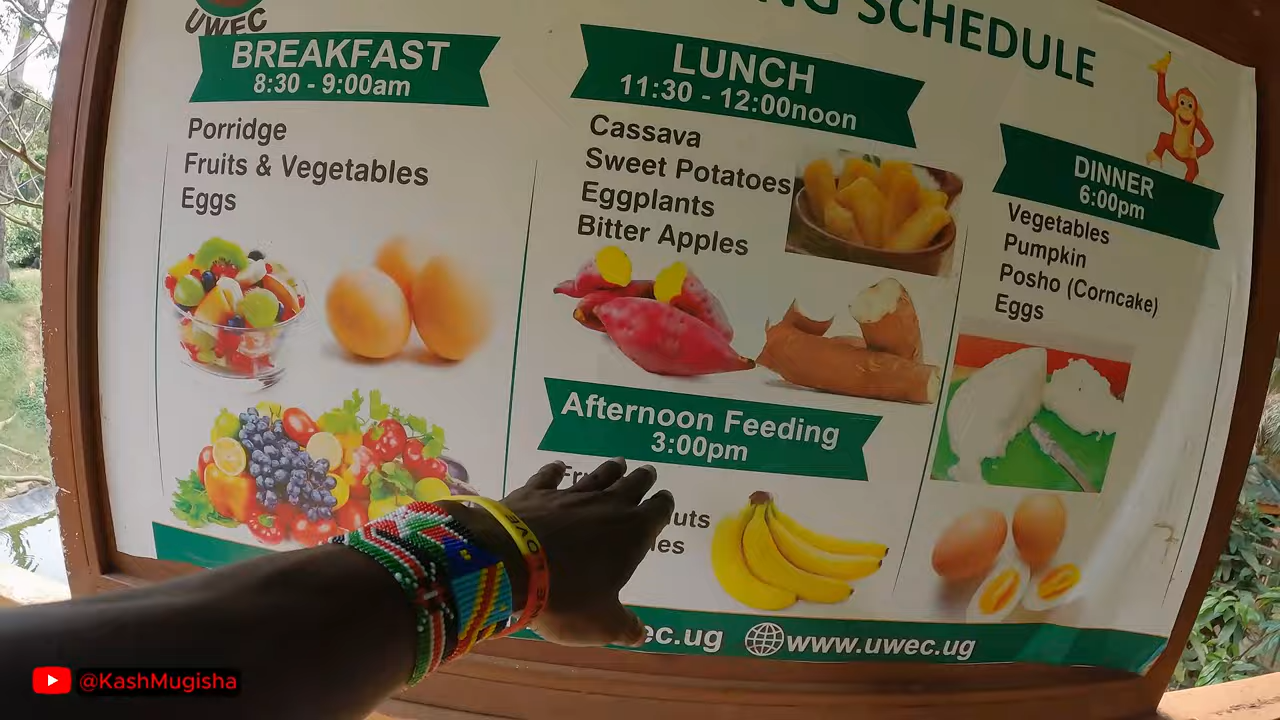 UWEC
NG SCHEDULE
BREAKFAST
8:30 - 9:00am
Porridge
Fruits & Vegetables
Eggs
LUNCH
11:30 - 12:00noon
Cassava
Sweet Potatoes
Eggplants
Bitter Apples
Afternoon Feeding
3:00pm
DINNER
6:00pm
Vegetables
Pumpkin
Posho (Corncake)
Eggs
ec.ug www.uwec.ug
@KashMugisha